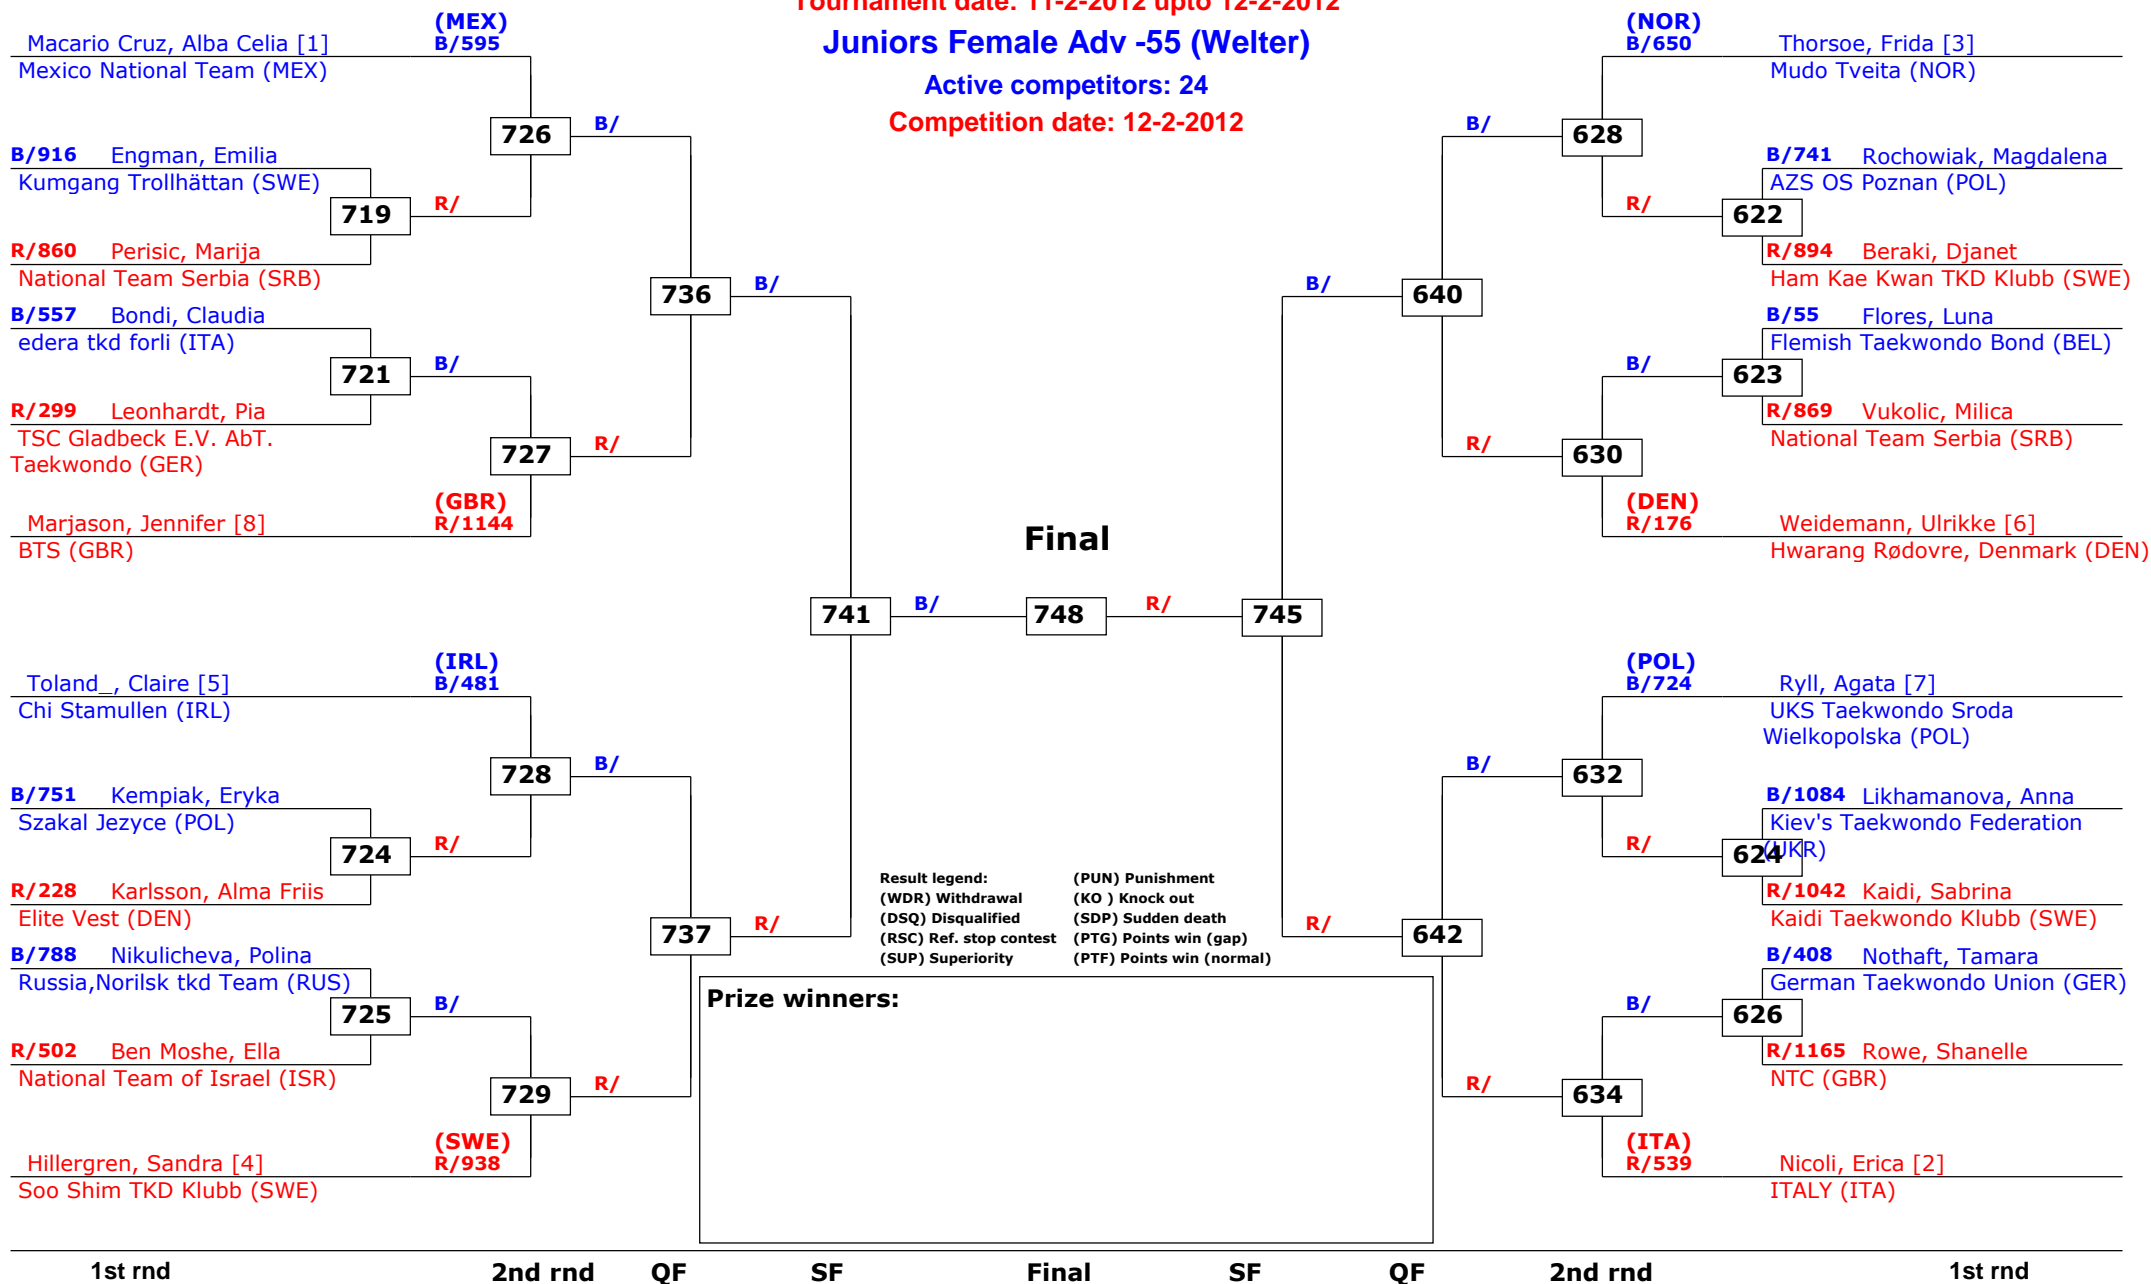 Tournament date: 11-2-2012 upto 12-2-2012
Juniors Female Adv -55 (Welter)
Active competitors: 24
Competition date: 12-2-2012
(MEX)
Macario Cruz, Alba Celia [1] B/595
Mexico National Team (MEX)
726
B/
B/916 Engman, Emilia
Kumgang Trollhättan (SWE)
719
R/
R/860 Perisic, Marija
National Team Serbia (SRB)
736
B/
B/557 Bondi, Claudia
edera tkd forli (ITA)
721
B/
R/299 Leonhardt, Pia
TSC Gladbeck E.V. AbT.
Taekwondo (GER)
727
R/
(GBR)
Marjason, Jennifer [8] R/1144
BTS (GBR)
(IRL)
Toland_, Claire [5] B/481
Chi Stamullen (IRL)
728
B/
B/751 Kempiak, Eryka
Szakal Jezyce (POL)
724
R/
R/228 Karlsson, Alma Friis
Elite Vest (DEN)
737
R/
B/788 Nikulicheva, Polina
Russia,Norilsk tkd Team (RUS)
725
B/
R/502 Ben Moshe, Ella
National Team of Israel (ISR)
729
R/
(SWE)
Hillergren, Sandra [4] R/938
Soo Shim TKD Klubb (SWE)
Final
741
B/
748
R/
745
(NOR)
B/650 Thorsoe, Frida [3]
Mudo Tveita (NOR)
B/
628
B/741 Rochowiak, Magdalena
AZS OS Poznan (POL)
R/
622
R/894 Beraki, Djanet
Ham Kae Kwan TKD Klubb (SWE)
B/
640
B/55 Flores, Luna
Flemish Taekwondo Bond (BEL)
B/
623
R/869 Vukolic, Milica
National Team Serbia (SRB)
R/
630
(DEN)
R/176 Weidemann, Ulrikke [6]
Hwarang Rødovre, Denmark (DEN)
(POL)
B/724 Ryll, Agata [7]
UKS Taekwondo Sroda
Wielkopolska (POL)
B/
632
B/1084 Likhamanova, Anna
Kiev's Taekwondo Federation
(UKR)
R/
624
R/1042 Kaidi, Sabrina
Kaidi Taekwondo Klubb (SWE)
R/
642
B/408 Nothaft, Tamara
German Taekwondo Union (GER)
B/
626
R/1165 Rowe, Shanelle
NTC (GBR)
R/
634
(ITA)
R/539 Nicoli, Erica [2]
ITALY (ITA)
Result legend: (PUN) Punishment
(WDR) Withdrawal (KO ) Knock out
(DSQ) Disqualified (SDP) Sudden death
(RSC) Ref. stop contest (PTG) Points win (gap)
(SUP) Superiority (PTF) Points win (normal)
Prize winners:
1st rnd 2nd rnd QF SF Final SF QF 2nd rnd 1st rnd